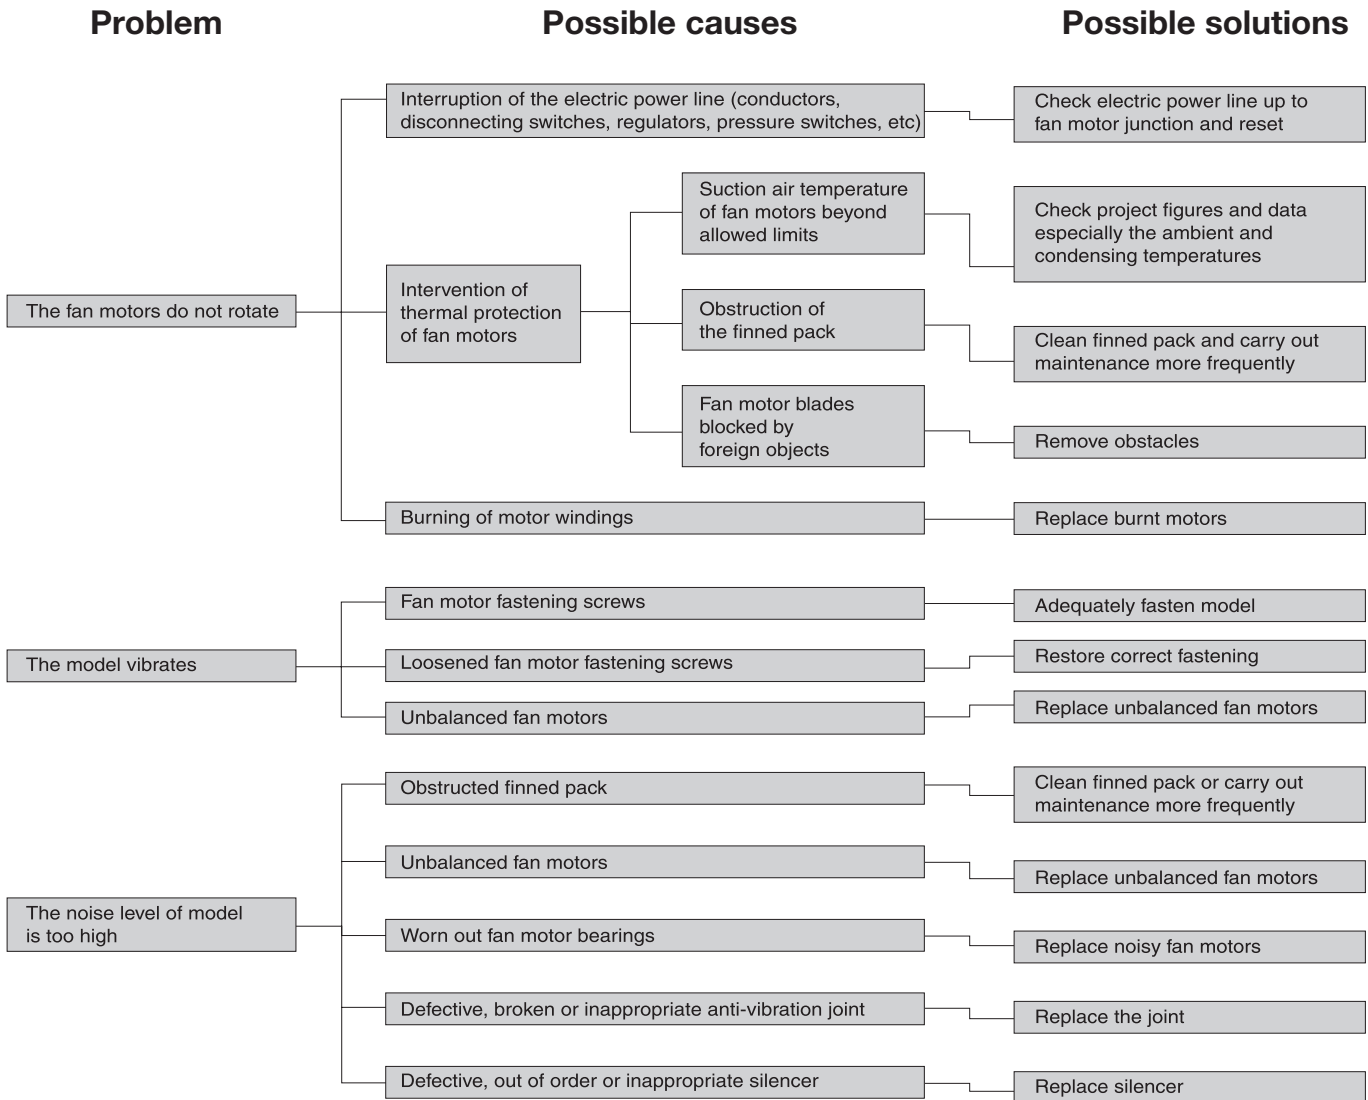 Problem
Possible causes
Possible solutions
Interruption of the electric power line (conductors,
disconnecting switches, regulators, pressure switches, etc)
Check electric power line up to
fan motor junction and reset
The fan motors do not rotate
Intervention of
thermal protection
of fan motors
Suction air temperature
of fan motors beyond
allowed limits
Check project figures and data
especially the ambient and
condensing temperatures
Obstruction of
the finned pack
Clean finned pack and carry out
maintenance more frequently
Fan motor blades
blocked by
foreign objects
Remove obstacles
Burning of motor windings
Replace burnt motors
The model vibrates
Fan motor fastening screws
Adequately fasten model
Loosened fan motor fastening screws
Restore correct fastening
Unbalanced fan motors
Replace unbalanced fan motors
The noise level of model
is too high
Obstructed finned pack
Clean finned pack or carry out
maintenance more frequently
Unbalanced fan motors
Replace unbalanced fan motors
Worn out fan motor bearings
Replace noisy fan motors
Defective, broken or inappropriate anti-vibration joint
Replace the joint
Defective, out of order or inappropriate silencer
Replace silencer